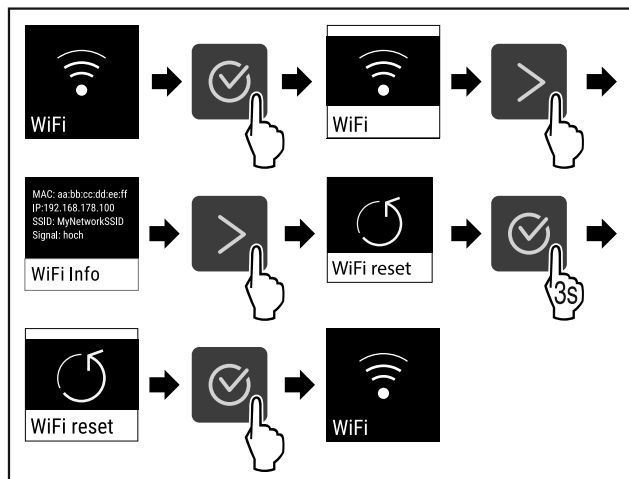 WiFi
WiFi
MAC: aa:bb:cc:dd:ee:ff
IP:192.168.178.100
SSID: MyNetworkSSID
Signal: hoch
WiFi Info
WiFi reset
3s
WiFi reset
WiFi